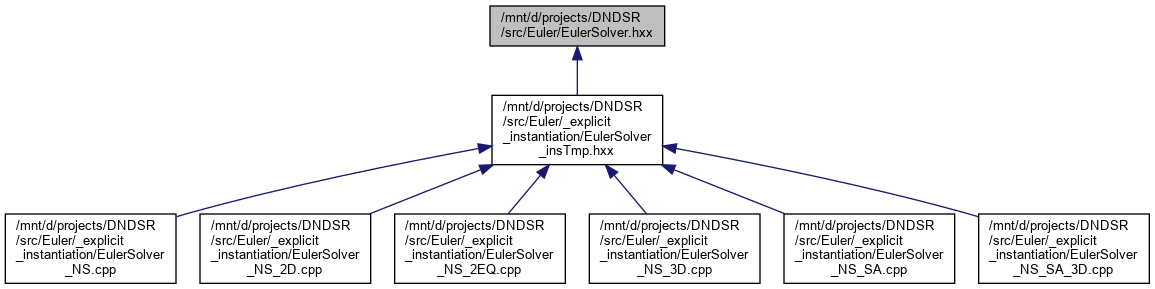 /mnt/d/projects/DNDSR
/src/Euler/EulerSolver.hxx
/mnt/d/projects/DNDSR
/src/Euler/_explicit
_instantiation/EulerSolver
_insTmp.hxx
/mnt/d/projects/DNDSR
/src/Euler/_explicit
_instantiation/EulerSolver
_NS.cpp
/mnt/d/projects/DNDSR
/src/Euler/_explicit
_instantiation/EulerSolver
_NS_2D.cpp
/mnt/d/projects/DNDSR
/src/Euler/_explicit
_instantiation/EulerSolver
_NS_2EQ.cpp
/mnt/d/projects/DNDSR
/src/Euler/_explicit
_instantiation/EulerSolver
_NS_3D.cpp
/mnt/d/projects/DNDSR
/src/Euler/_explicit
_instantiation/EulerSolver
_NS_SA.cpp
/mnt/d/projects/DNDSR
/src/Euler/_explicit
_instantiation/EulerSolver
_NS_SA_3D.cpp